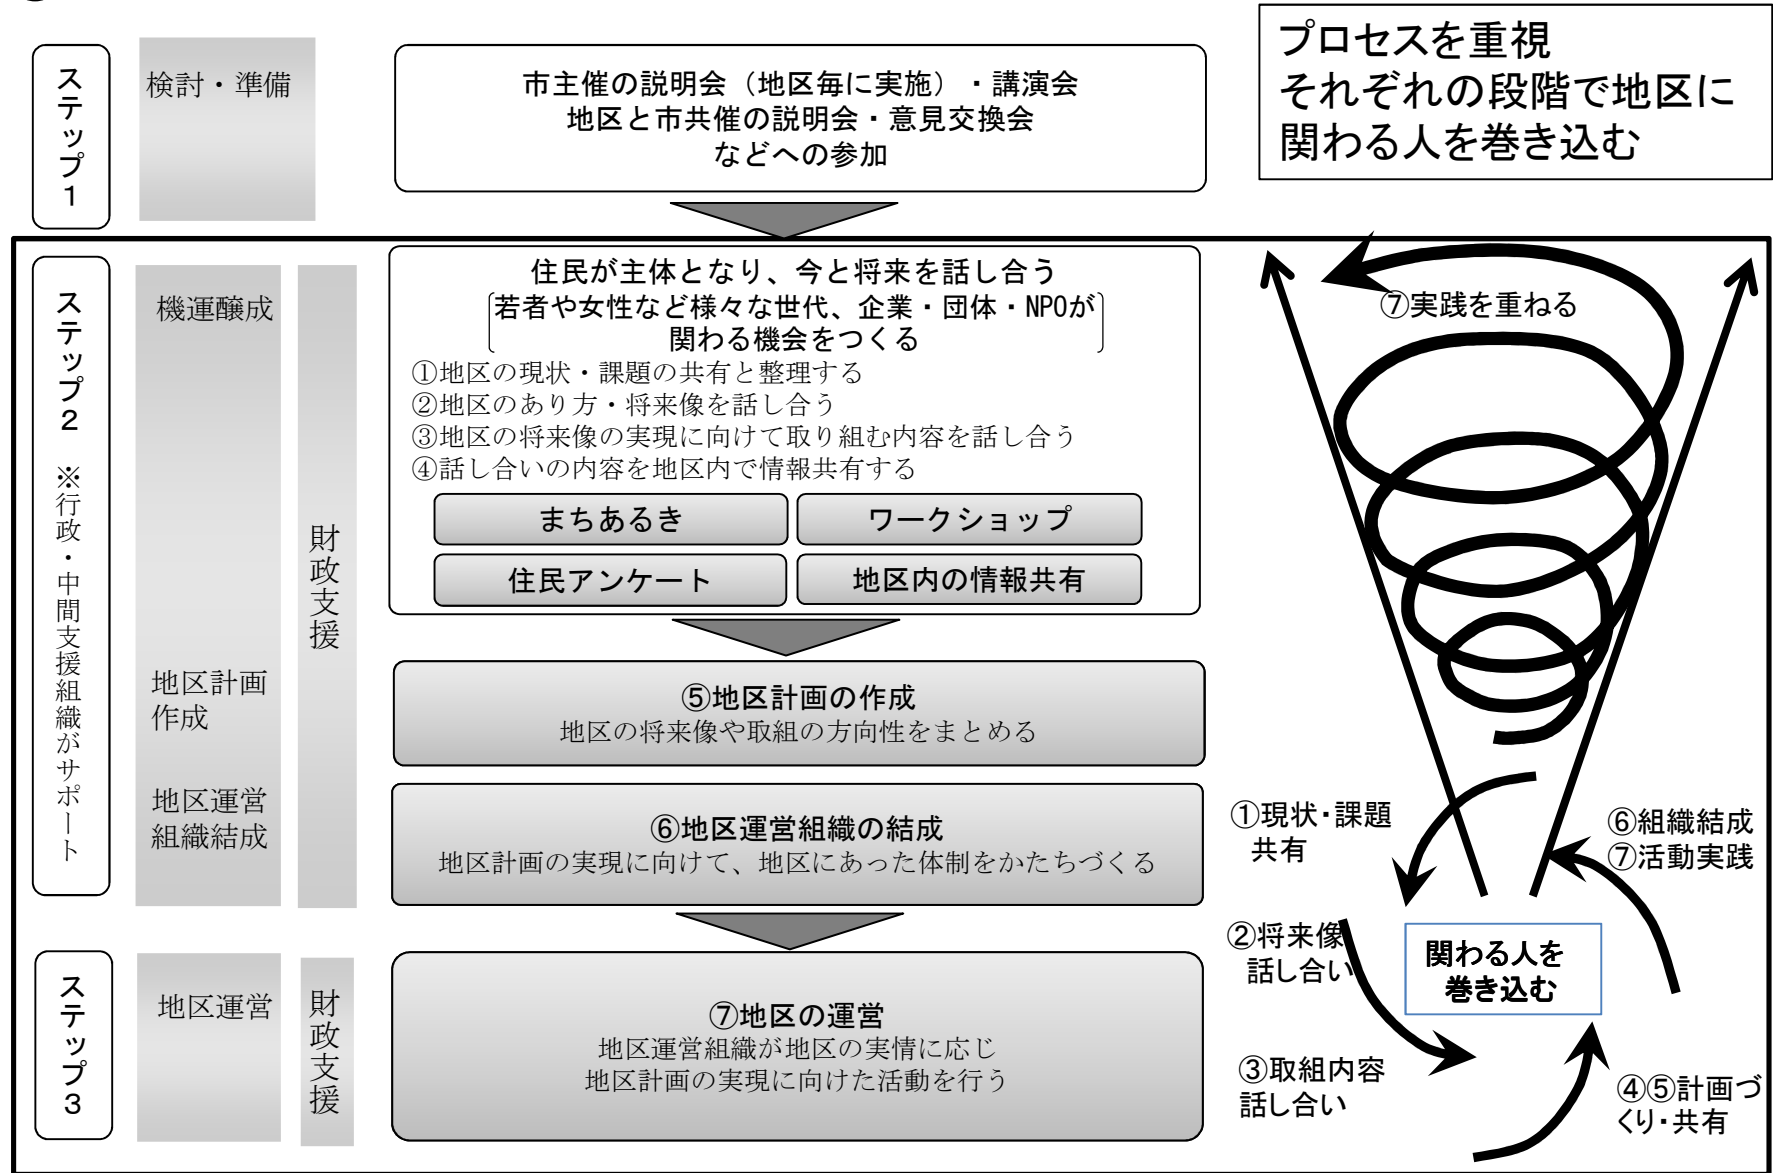 プロセスを重視
それぞれの段階で地区に
関わる人を巻き込む
ステップ1
検討・準備
市主催の説明会（地区毎に実施）・講演会
地区と市共催の説明会・意見交換会
などへの参加
ステップ2 ※行政・中間支援組織がサポート
機運醸成
地区計画
作成
地区運営
組織結成
財政支援
住民が主体となり、今と将来を話し合う
若者や女性など様々な世代、企業・団体・NPOが
関わる機会をつくる
①地区の現状・課題の共有と整理する
②地区のあり方・将来像を話し合う
③地区の将来像の実現に向けて取り組む内容を話し合う
④話し合いの内容を地区内で情報共有する
まちあるき
ワークショップ
住民アンケート
地区内の情報共有
⑤地区計画の作成
地区の将来像や取組の方向性をまとめる
⑥地区運営組織の結成
地区計画の実現に向けて、地区にあった体制をかたちづくる
ステップ3
地区運営
財政支援
⑦地区の運営
地区運営組織が地区の実情に応じ
地区計画の実現に向けた活動を行う
⑦実践を重ねる
①現状・課題
共有
⑥組織結成
⑦活動実践
②将来像
話し合い
関わる人を
巻き込む
③取組内容
話し合い
④⑤計画づ
くり・共有